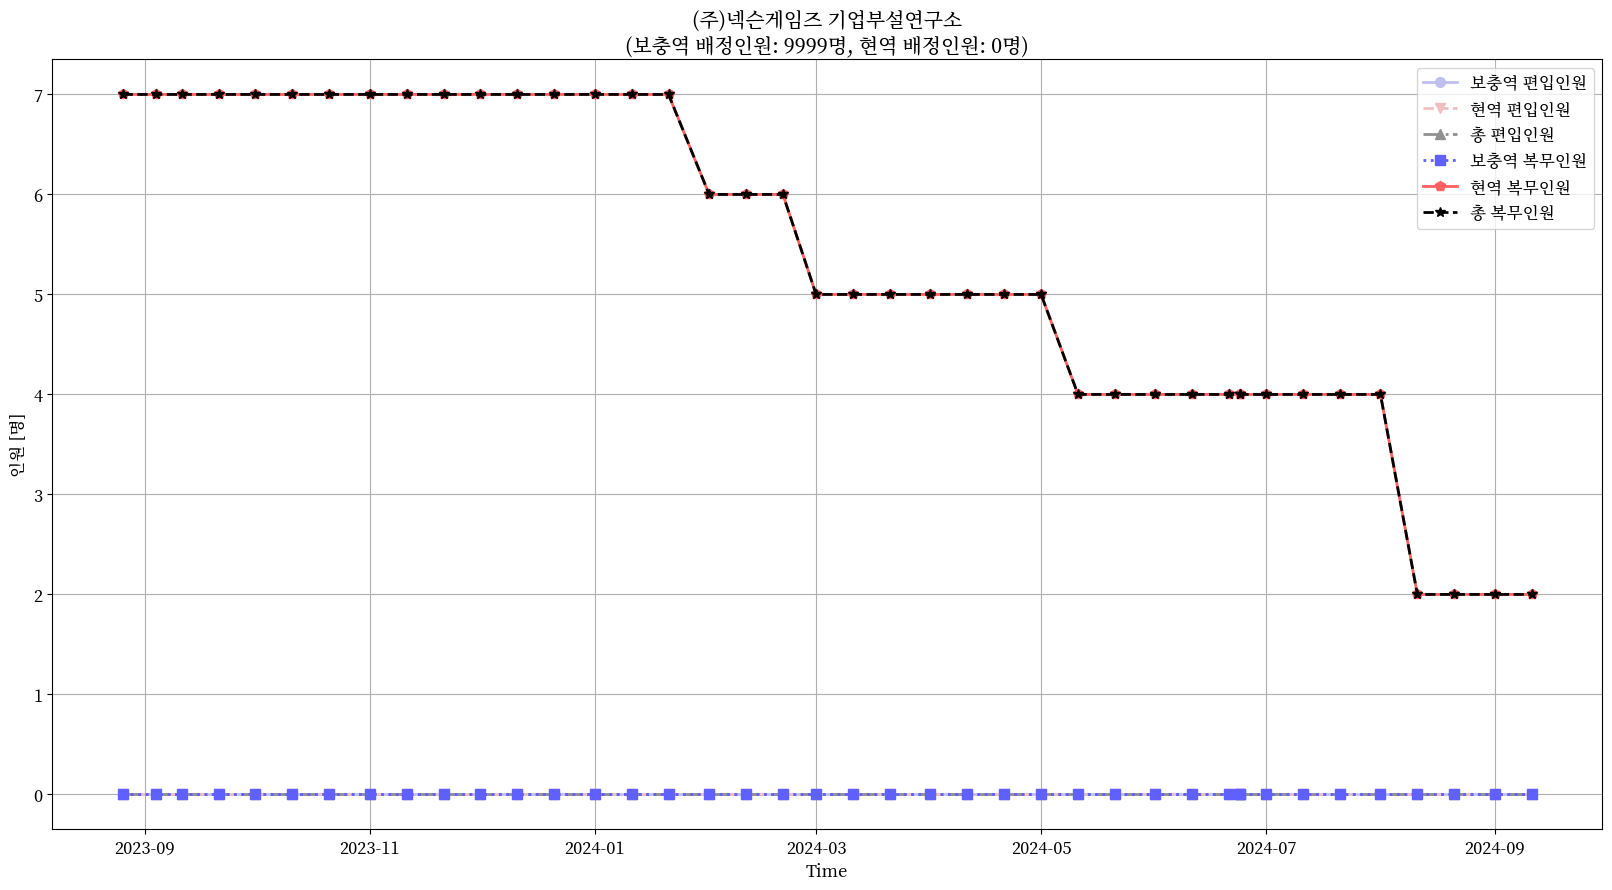 (주)넥슨게임즈 기업부설연구소
(보충역 배정인원: 9999명, 현역 배정인원: 0명)
보충역 편입인원
현역 편입인원
총 편입인원
보충역 복무인원
현역 복무인원
총 복무인원
인원 [명]
7
6
5
4
3
2
1
0
2023-09
2023-11
2024-01
2024-03
2024-05
2024-07
2024-09
Time